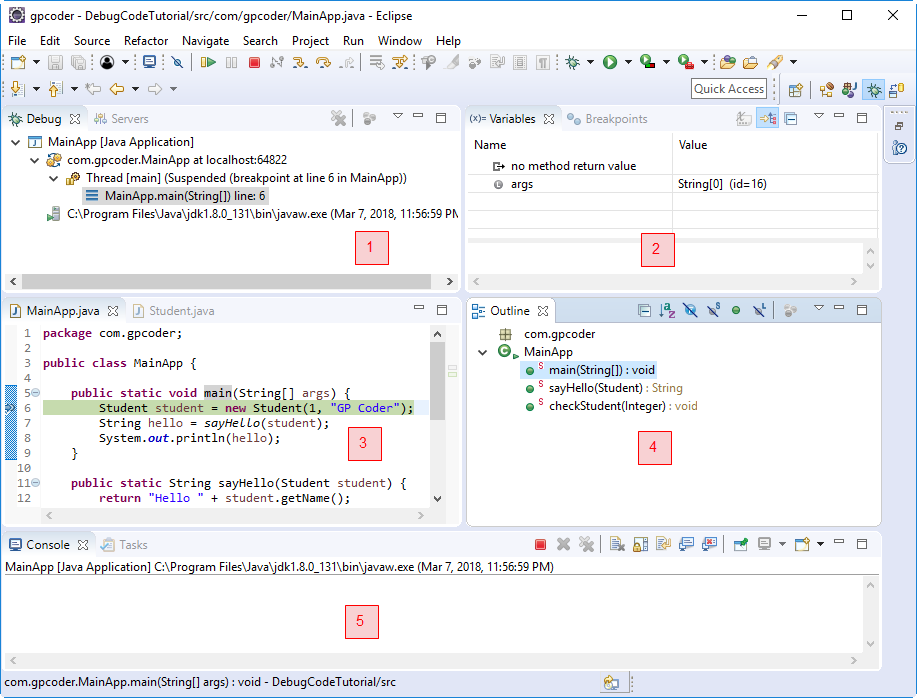 gpcoder - DebugCodeTutorial/src/com/gpcoder/MainApp.java - Eclipse
File Edit Source Refactor Navigate Search Project Run Window Help
Quick Access
Debug Servers
MainApp [Java Application]
com.gpcoder.MainApp at localhost:64822
Thread [main] (Suspended (breakpoint at line 6 in MainApp))
MainApp.main(String[]) line: 6
C:\Program Files\Java\jdk1.8.0_131\bin\javaw.exe (Mar 7, 2018, 11:56:59 PM
1
(x)= Variables Breakpoints
Name Value
no method return value
args String[0] (id=16)
2
MainApp.java Student.java
1 package com.gpcoder;
2
3 public class MainApp {
4
5 public static void main(String[] args) {
6 Student student = new Student(1, "GP Coder");
7 String hello = sayHello(student);
8 System.out.println(hello);
9 }
10
11 public static String sayHello(Student student) {
12 return "Hello " + student.getName();
3
Outline
com.gpcoder
MainApp
main(String[]) : void
sayHello(Student) : String
checkStudent(Integer) : void
4
Console Tasks
MainApp [Java Application] C:\Program Files\Java\jdk1.8.0_131\bin\javaw.exe (Mar 7, 2018, 11:56:59 PM)
5
com.gpcoder.MainApp.main(String[] args) : void - DebugCodeTutorial/src